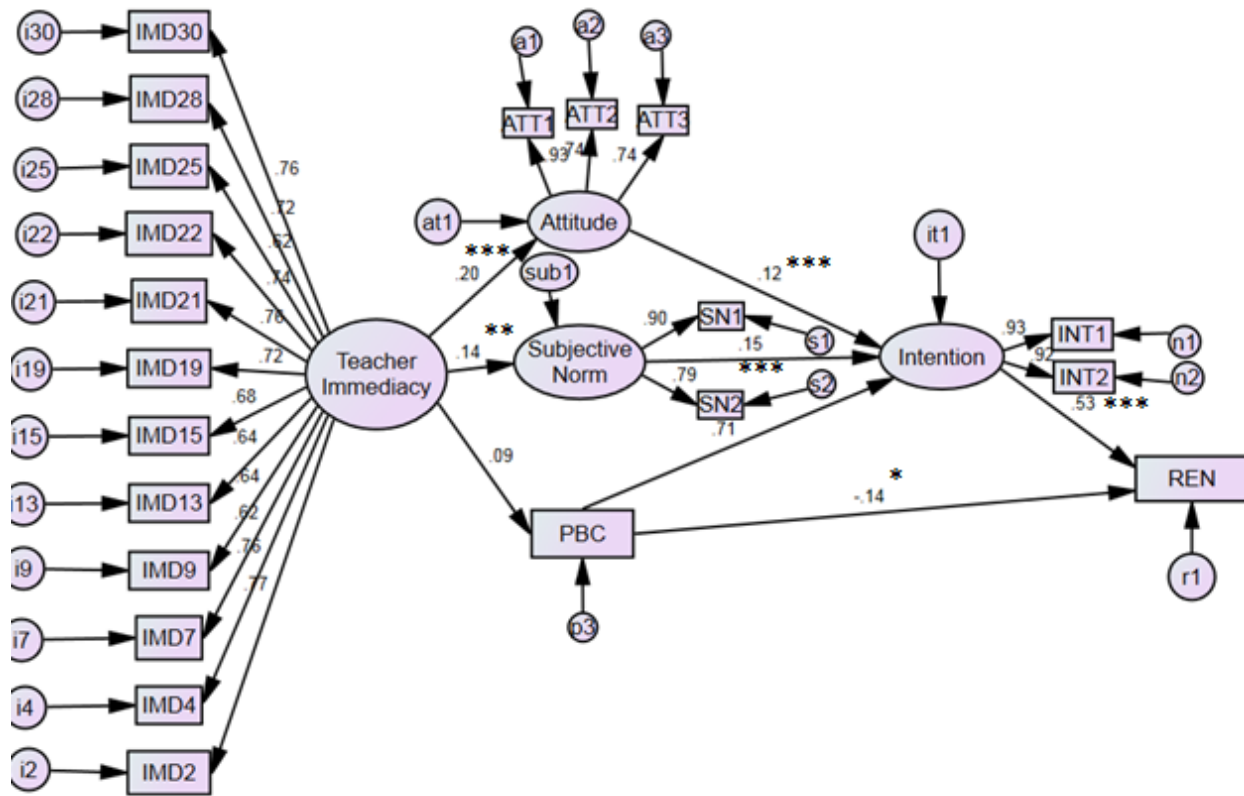 i30
IMD30
i28
IMD28
i25
IMD25
i22
IMD22
i21
IMD21
i19
IMD19
i15
IMD15
i13
IMD13
i9
IMD9
i7
IMD7
i4
IMD4
i2
IMD2
.76
.72
.62
.74
.76
.72
.68
.64
.64
.62
.76
.77
Teacher
Immediacy
a1
a2
a3
ATT1
ATT2
ATT3
.93
.74
.74
at1
Attitude
***
.20
sub1
**
.14
Subjective
Norm
.09
.90
SN1
s1
.79
SN2
s2
.12
***
.15
***
.71
PBC
p3
it1
Intention
.93
INT1
n1
.92
INT2
n2
.53
***
*
-.14
REN
r1